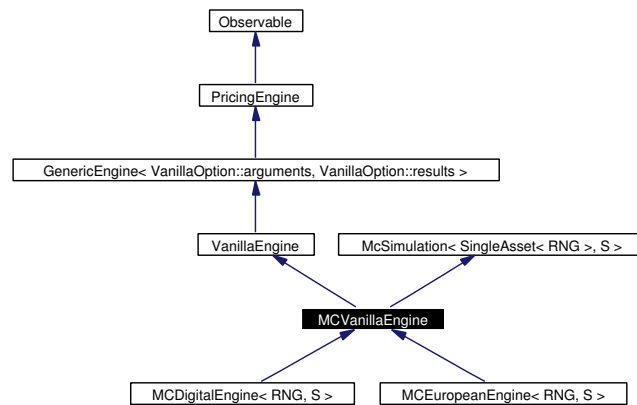 Observable
PricingEngine
GenericEngine< VanillaOption::arguments, VanillaOption::results >
VanillaEngine
McSimulation< SingleAsset< RNG >, S >
MCVanillaEngine
MCDigitalEngine< RNG, S >
MCEuropeanEngine< RNG, S >